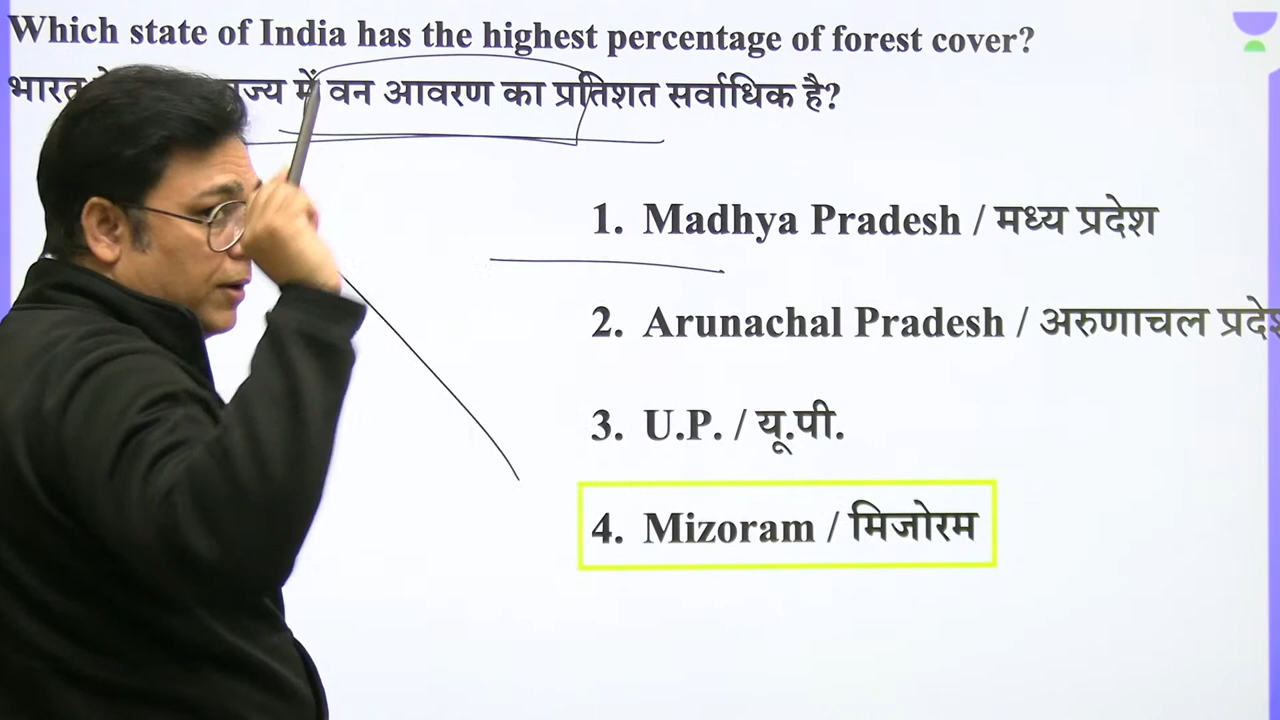 Which state of India has the highest percentage of forest cover?
भारत राज्य में वन आवरण का प्रतिशत सर्वाधिक है?
1. Madhya Pradesh / मध्य प्रदेश
2. Arunachal Pradesh / अरुणाचल प्रदेश
3. U.P. / यू.पी.
4. Mizoram / मिजोरम